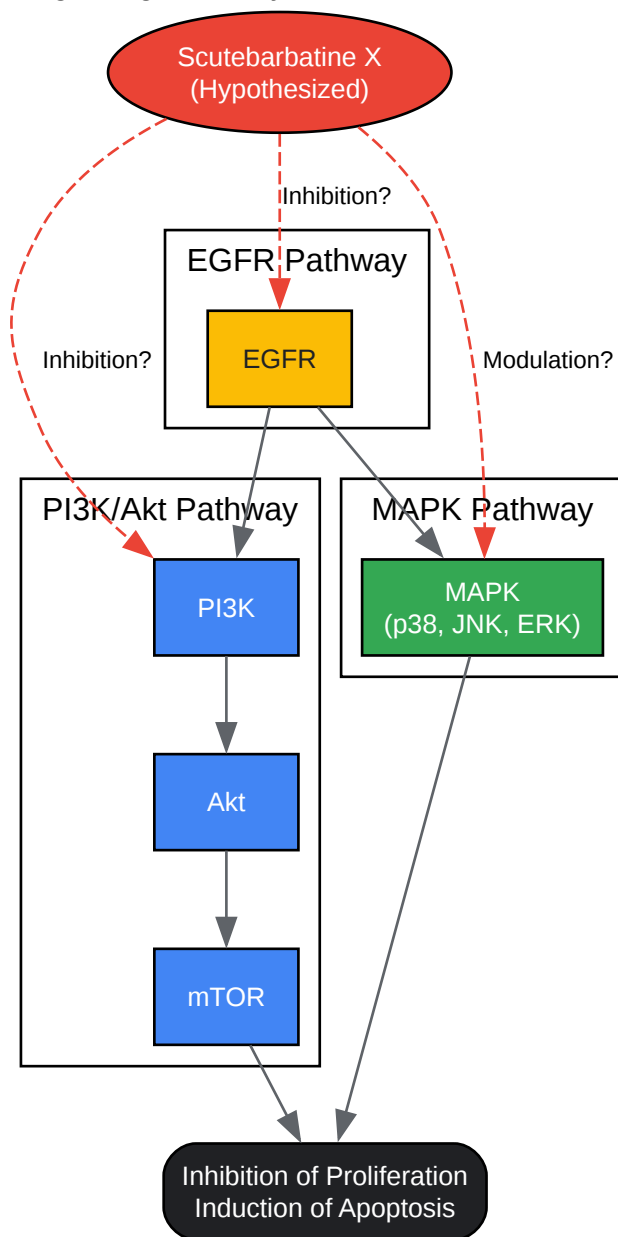 Scutebarbatine X
(Hypothesized)
Inhibition?
EGFR Pathway
EGFR
Inhibition?
Modulation?
PI3K/Akt Pathway
MAPK Pathway
PI3K
MAPK
(p38, JNK, ERK)
Akt
mTOR
Inhibition of Proliferation
Induction of Apoptosis